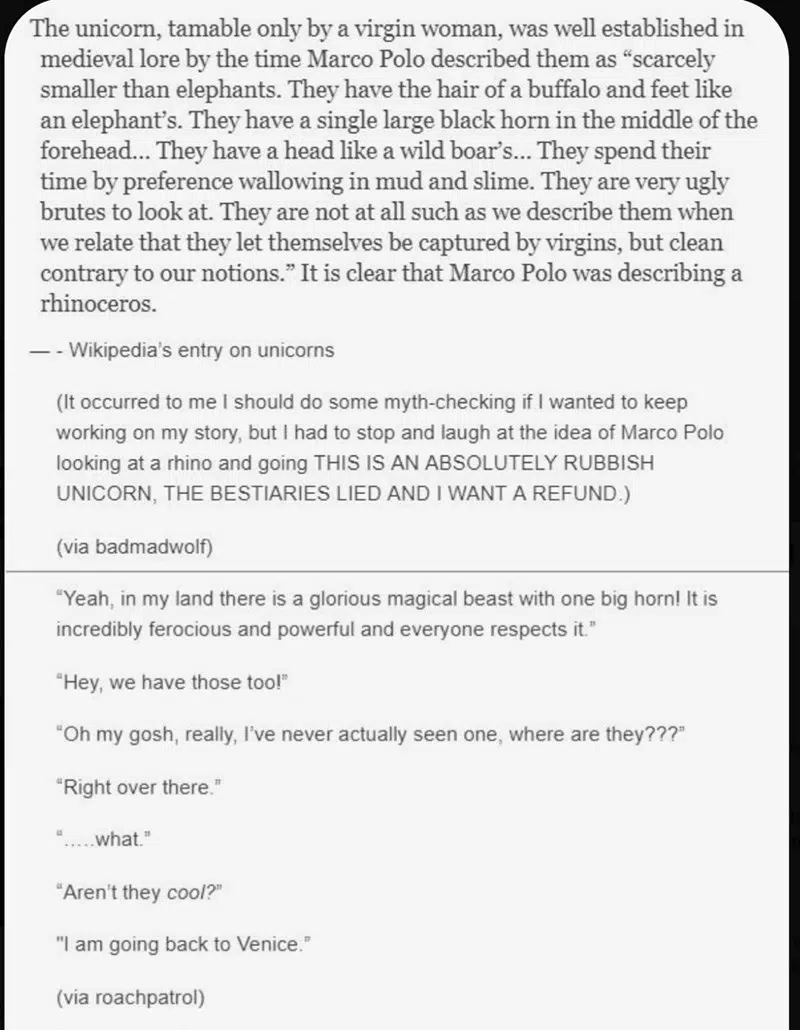 The unicorn, tamable only by a virgin woman, was well established in
medieval lore by the time Marco Polo described them as “scarcely
smaller than elephants. They have the hair of a buffalo and feet like
an elephant’s. They have a single large black horn in the middle of the
forehead... They have a head like a wild boar’s... They spend their
time by preference wallowing in mud and slime. They are very ugly
brutes to look at. They are not at all such as we describe them when
we relate that they let themselves be captured by virgins, but clean
contrary to our notions.” It is clear that Marco Polo was describing a
rhinoceros.
— - Wikipedia’s entry on unicorns
(It occurred to me I should do some myth-checking if I wanted to keep
working on my story, but I had to stop and laugh at the idea of Marco Polo
looking at a rhino and going THIS IS AN ABSOLUTELY RUBBISH
UNICORN, THE BESTIARIES LIED AND I WANT A REFUND.)
(via badmadwolf)
“Yeah, in my land there is a glorious magical beast with one big horn! It is
incredibly ferocious and powerful and everyone respects it.”
“Hey, we have those too!”
“Oh my gosh, really, I’ve never actually seen one, where are they???”
“Right over there.”
“.....what.”
“Aren’t they cool?”
"I am going back to Venice.”
(via roachpatrol)